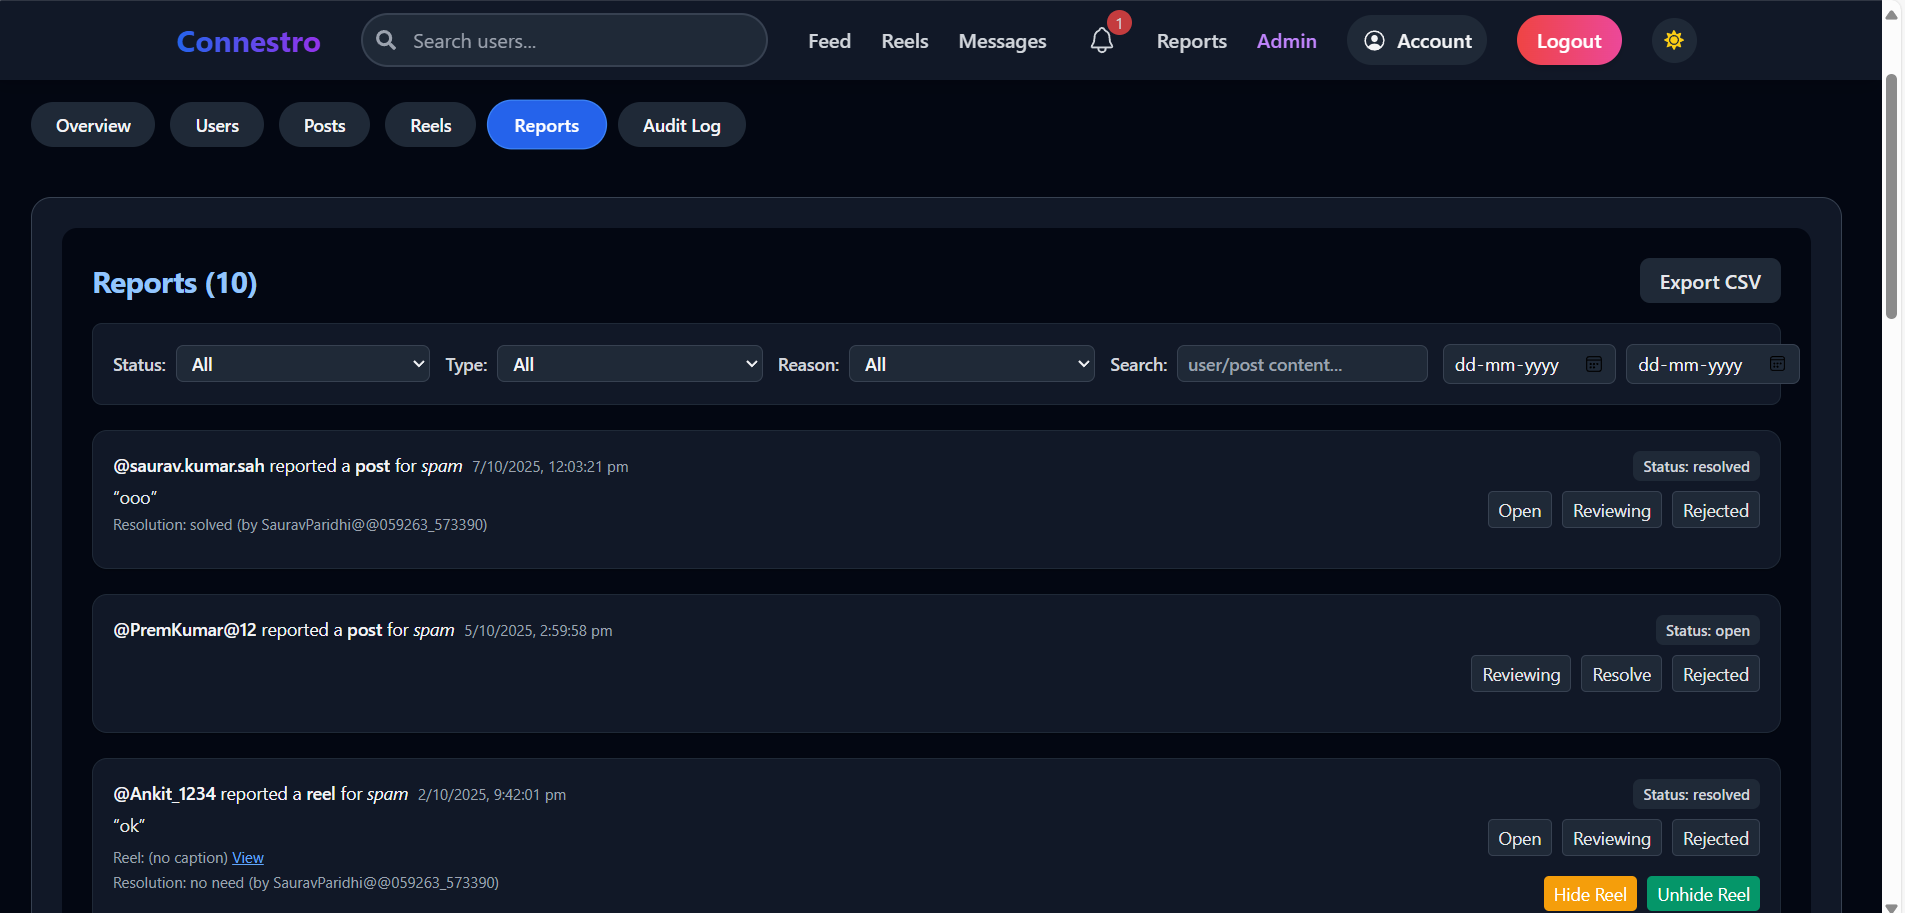 Connestro
Search users...
Feed Reels Messages 1 Reports Admin Account Logout
Overview Users Posts Reels Reports Audit Log
Reports (10)
Export CSV
Status: All Type: All Reason: All Search: user/post content... dd-mm-yyyy dd-mm-yyyy
@saurav.kumar.sah reported a post for spam 7/10/2025, 12:03:21 pm
Status: resolved
“ooo”
Open Reviewing Rejected
Resolution: solved (by SauravParidhi@@059263_573390)
@PremKumar@12 reported a post for spam 5/10/2025, 2:59:58 pm
Status: open
Reviewing Resolve Rejected
@Ankit_1234 reported a reel for spam 2/10/2025, 9:42:01 pm
Status: resolved
“ok”
Open Reviewing Rejected
Reel: (no caption) View
Resolution: no need (by SauravParidhi@@059263_573390)
Hide Reel Unhide Reel